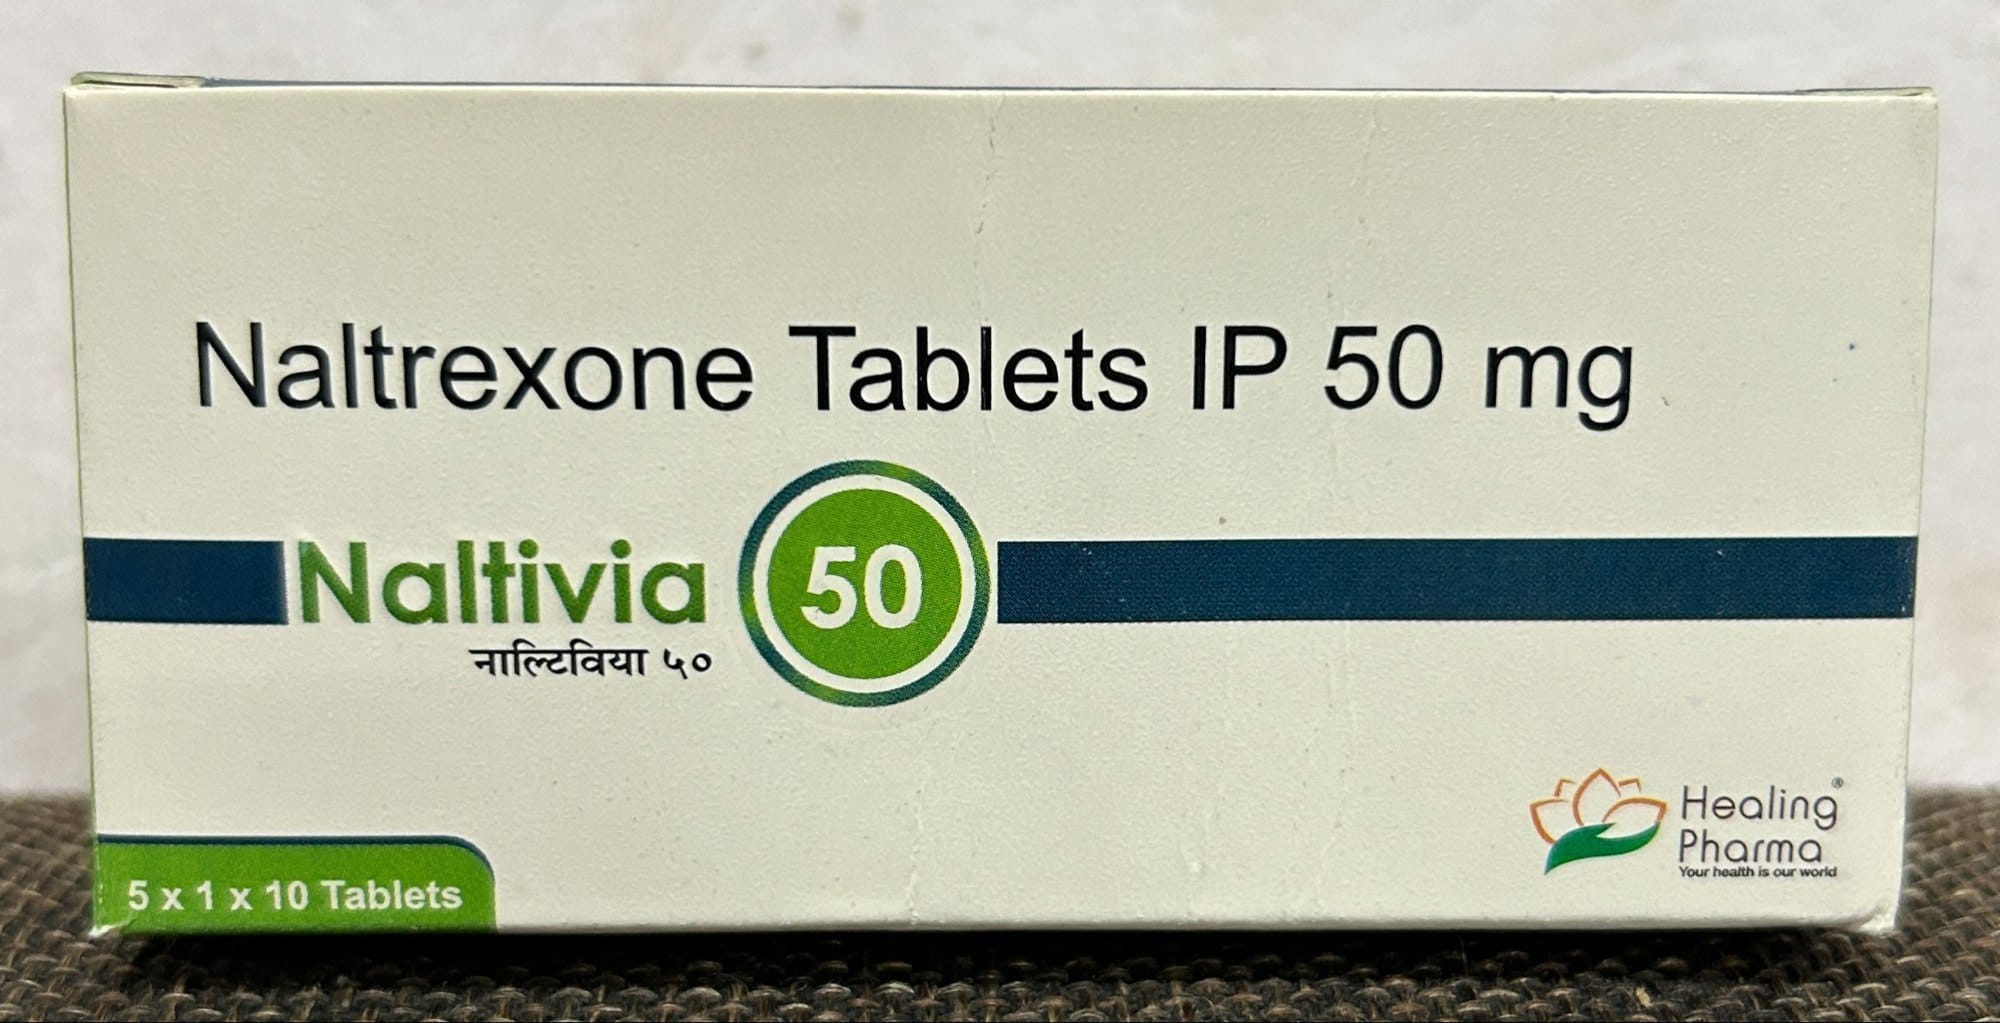 Naltrexone Tablets IP 50 mg
Naltivia 50
नाल्टिविया ५०
5 x 1 x 10 Tablets
Healing®
Pharma
Your health is our world